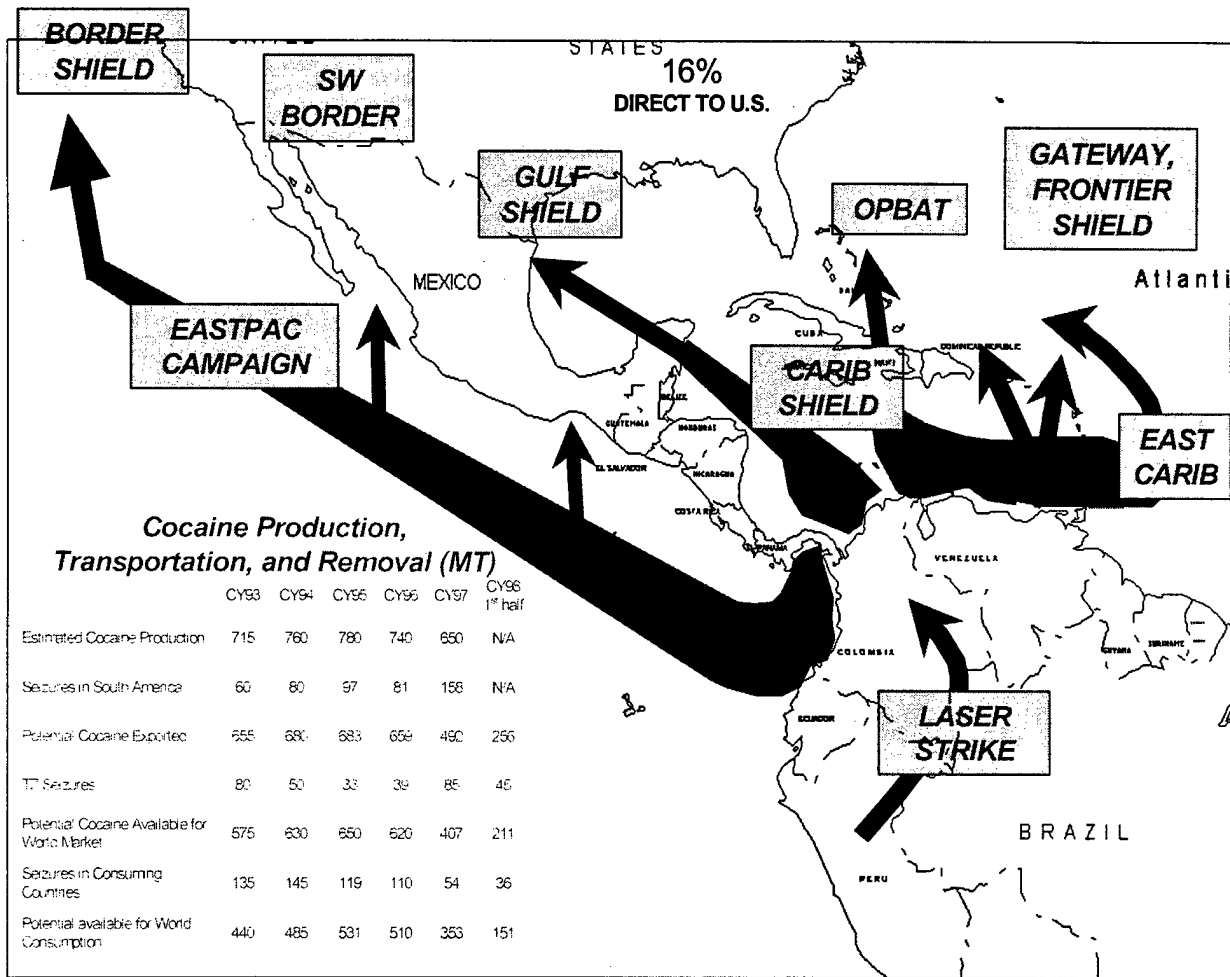 BORDER
SHIELD
STATES
16%
DIRECT TO U.S.
SW
BORDER
GULF
SHIELD
OPBAT
GATEWAY,
FRONTIER
SHIELD
MEXICO
Atlanti
EASTPAC
CAMPAIGN
CUBA
DOMINICAN REPUBLIC
CARIB
SHIELD
BELIZE
GUATEMALA
HONDURAS
EL SALVADOR
NICARAGUA
COSTA RICA
PANAMA
EAST
CARIB
VENEZUELA
GUYANA
SURINAME
COLOMBIA
ECUADOR
LASER
STRIKE
BRAZIL
PERU
Cocaine Production,
Transportation, and Removal (MT)
CY93 CY94 CY95 CY96 CY97 CY98 1st half
Estimated Cocaine Production 715 760 780 740 650 N/A
Seizures in South America 60 80 97 81 158 N/A
Potential Cocaine Exported 655 680 683 659 492 256
TZ Seizures 80 50 33 39 85 45
Potential Cocaine Available for
World Market 575 630 650 620 407 211
Seizures in Consuming
Countries 135 145 119 110 54 36
Potential available for World
Consumption 440 485 531 510 353 151